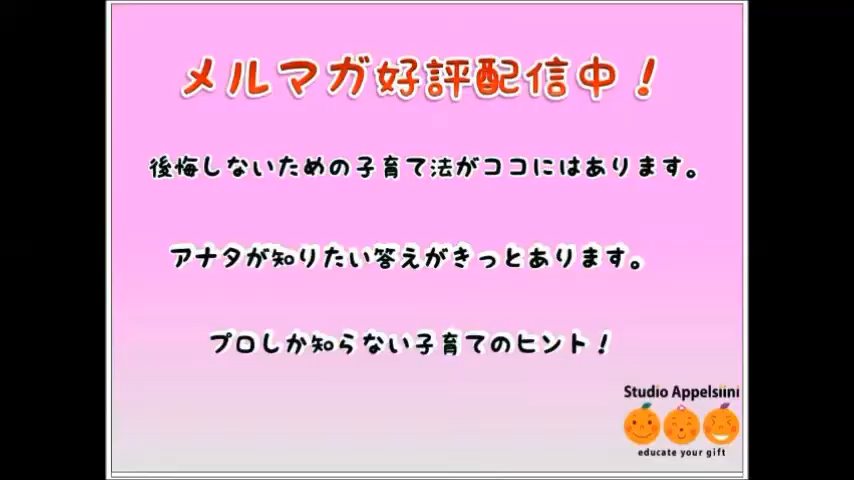 メルマガ好評配信中！
後悔しないための子育て法がココにはあります。
アナタが知りたい答えがきっとあります。
プロしか知らない子育てのヒント！
Studio Appelsiini
educate your gift